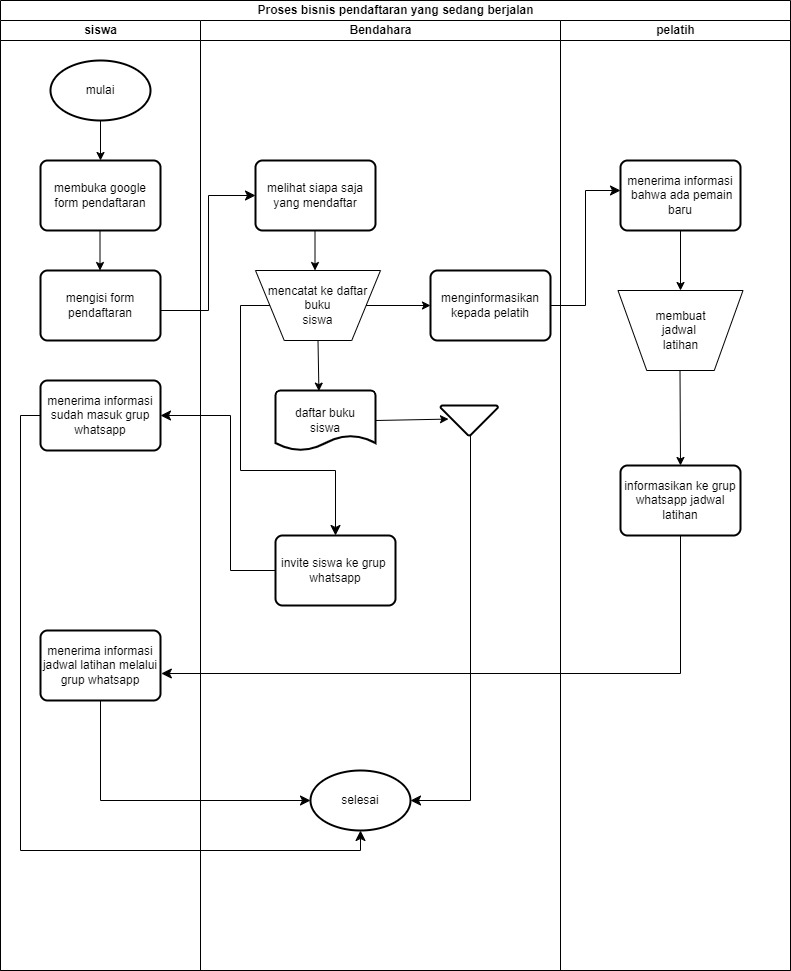 Proses bisnis pendaftaran yang sedang berjalan
siswa
Bendahara
pelatih
mulai
membuka google
form pendaftaran
mengisi form
pendaftaran
melihat siapa saja
yang mendaftar
mencatat ke daftar
buku
siswa
menginformasikan
kepada pelatih
menerima informasi
bahwa ada pemain
baru
membuat
jadwal
latihan
daftar buku
siswa
menerima informasi
sudah masuk grup
whatsapp
invite siswa ke grup
whatsapp
informasikan ke grup
whatsapp jadwal
latihan
menerima informasi
jadwal latihan melalui
grup whatsapp
selesai